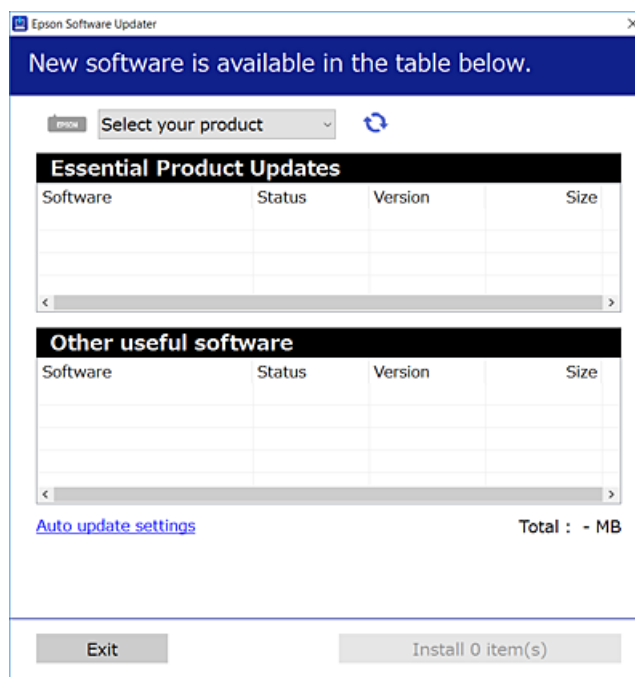 Epson Software Updater
New software is available in the table below.
EPSON Select your product
Essential Product Updates
Software Status Version Size
Other useful software
Software Status Version Size
Auto update settings Total : - MB
Exit Install 0 item(s)